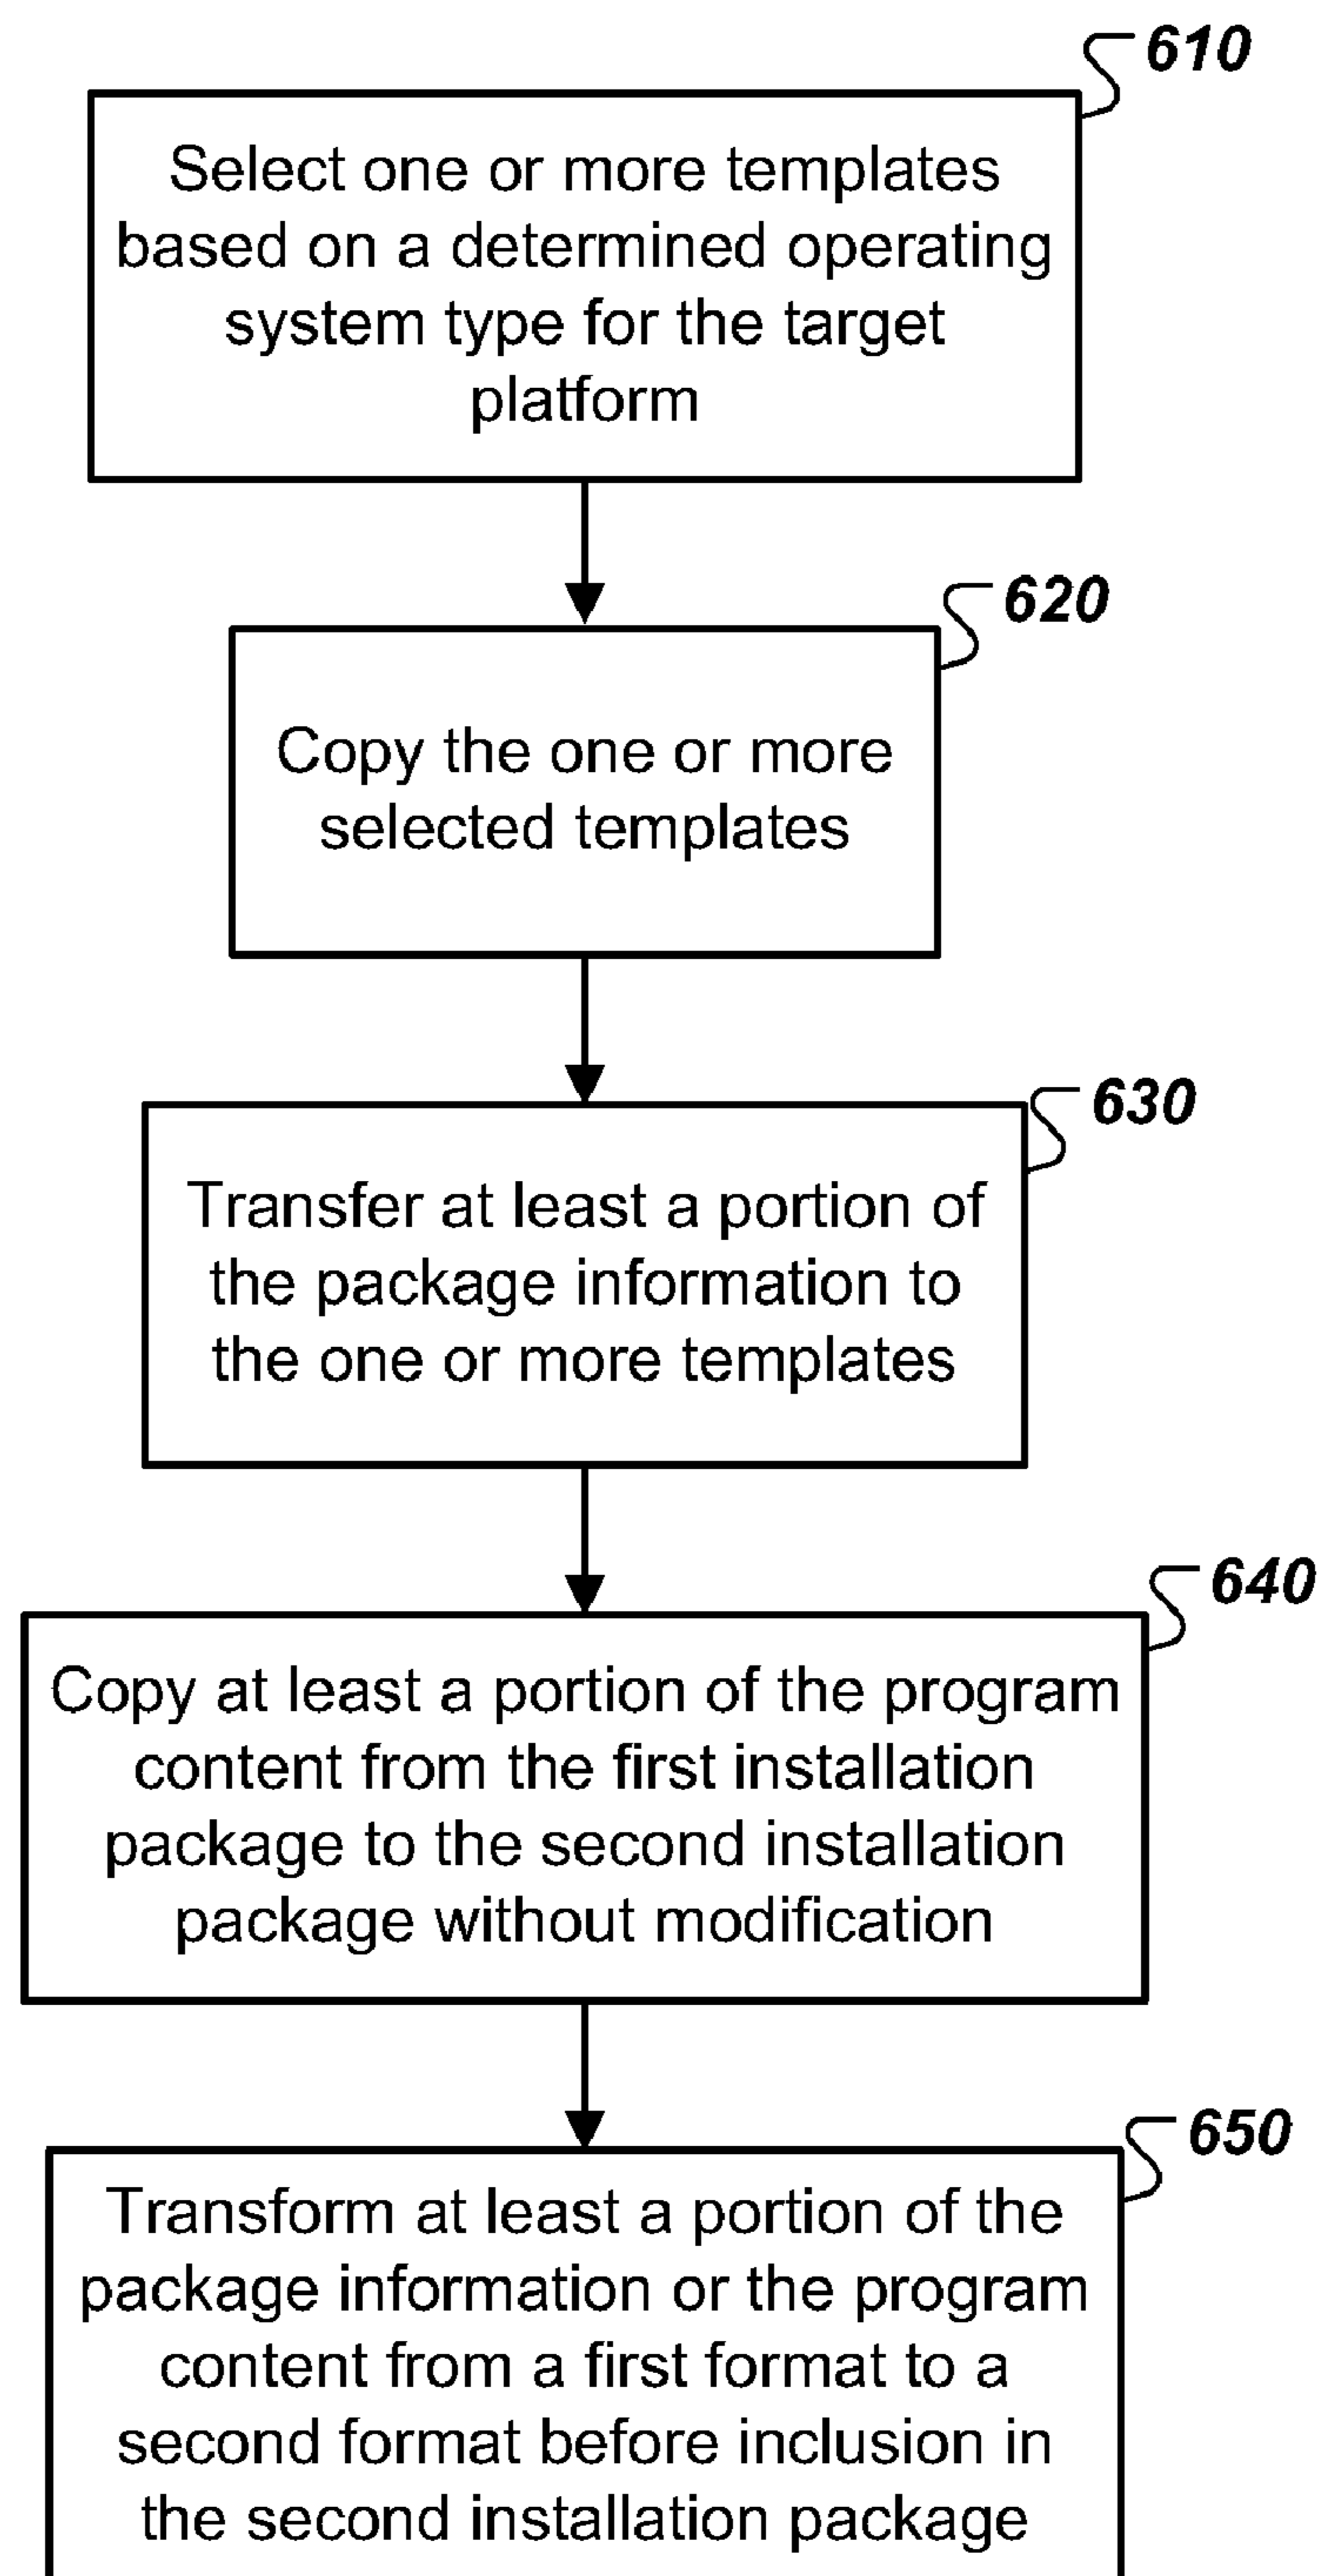 610
Select one or more templates
based on a determined operating
system type for the target
platform
620
Copy the one or more
selected templates
630
Transfer at least a portion of
the package information to
the one or more templates
640
Copy at least a portion of the program
content from the first installation
package to the second installation
package without modification
650
Transform at least a portion of the
package information or the program
content from a first format to a
second format before inclusion in
the second installation package